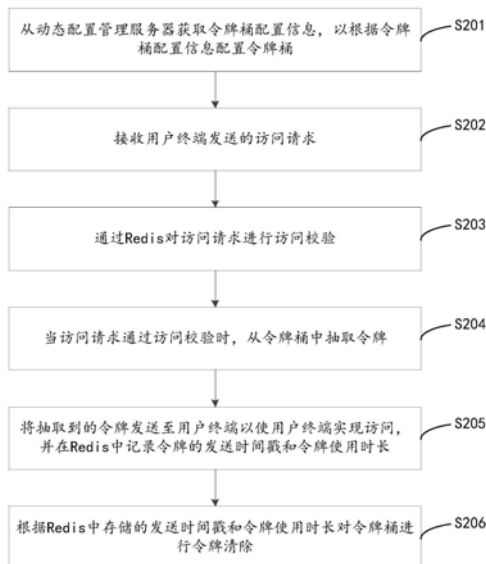 从动态配置管理服务器获取令牌桶配置信息，以根据令牌
桶配置信息配置令牌桶
S201
接收用户终端发送的访问请求
S202
通过Redis对访问请求进行访问校验
S203
当访问请求通过访问校验时，从令牌桶中抽取令牌
S204
将抽取到的令牌发送至用户终端以使用户终端实现访问，
并在Redis中记录令牌的发送时间戳和令牌使用时长
S205
根据Redis中存储的发送时间戳和令牌使用时长对令牌桶进
行令牌清除
S206